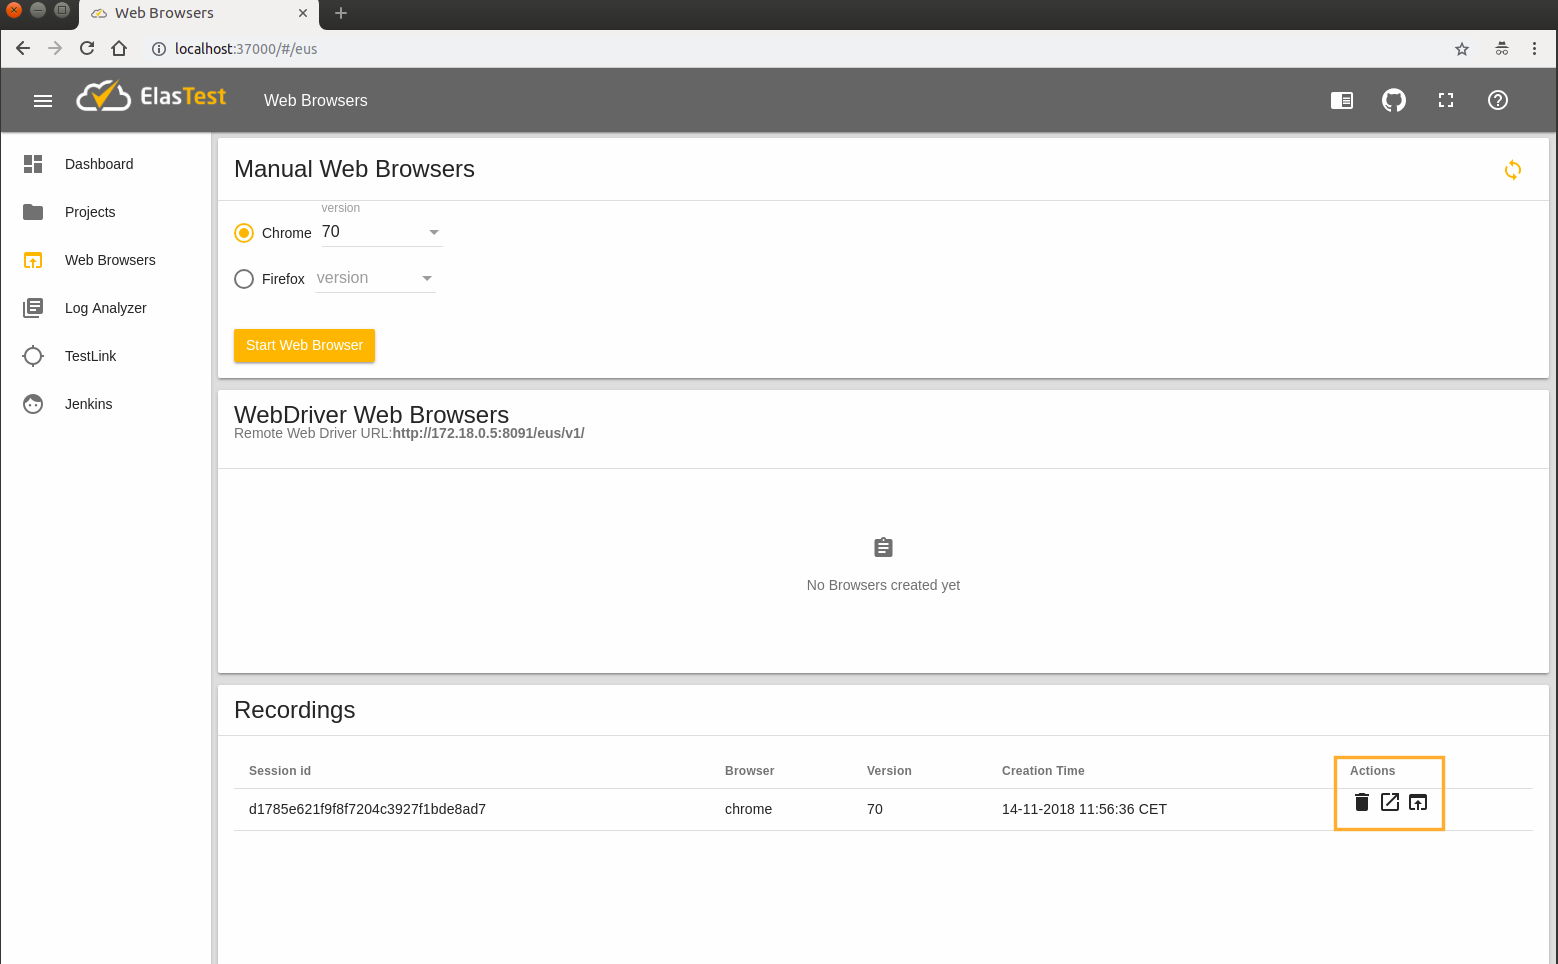 Web Browsers
localhost:37000/#/eus
ElasTest
Web Browsers
Dashboard
Projects
Web Browsers
Log Analyzer
TestLink
Jenkins
Manual Web Browsers
version
Chrome 70
Firefox version
Start Web Browser
WebDriver Web Browsers
Remote Web Driver URL:http://172.18.0.5:8091/eus/v1/
No Browsers created yet
Recordings
Session id Browser Version Creation Time Actions
d1785e621f9f8f7204c3927f1bde8ad7 chrome 70 14-11-2018 11:56:36 CET